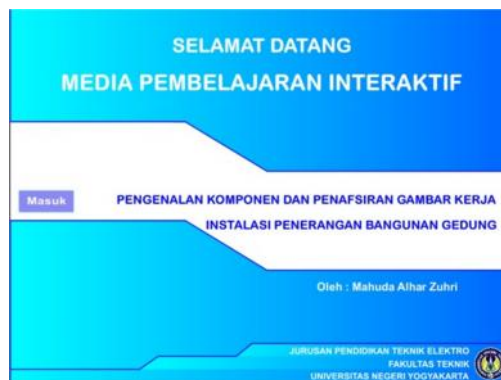 SELAMAT DATANG
MEDIA PEMBELAJARAN INTERAKTIF
Masuk
PENGENALAN KOMPONEN DAN PENAFSIRAN GAMBAR KERJA
INSTALASI PENERANGAN BANGUNAN GEDUNG
Oleh : Mahuda Alhar Zuhri
JURUSAN PENDIDIKAN TEKNIK ELEKTRO
FAKULTAS TEKNIK
UNIVERSITAS NEGERI YOGYAKARTA